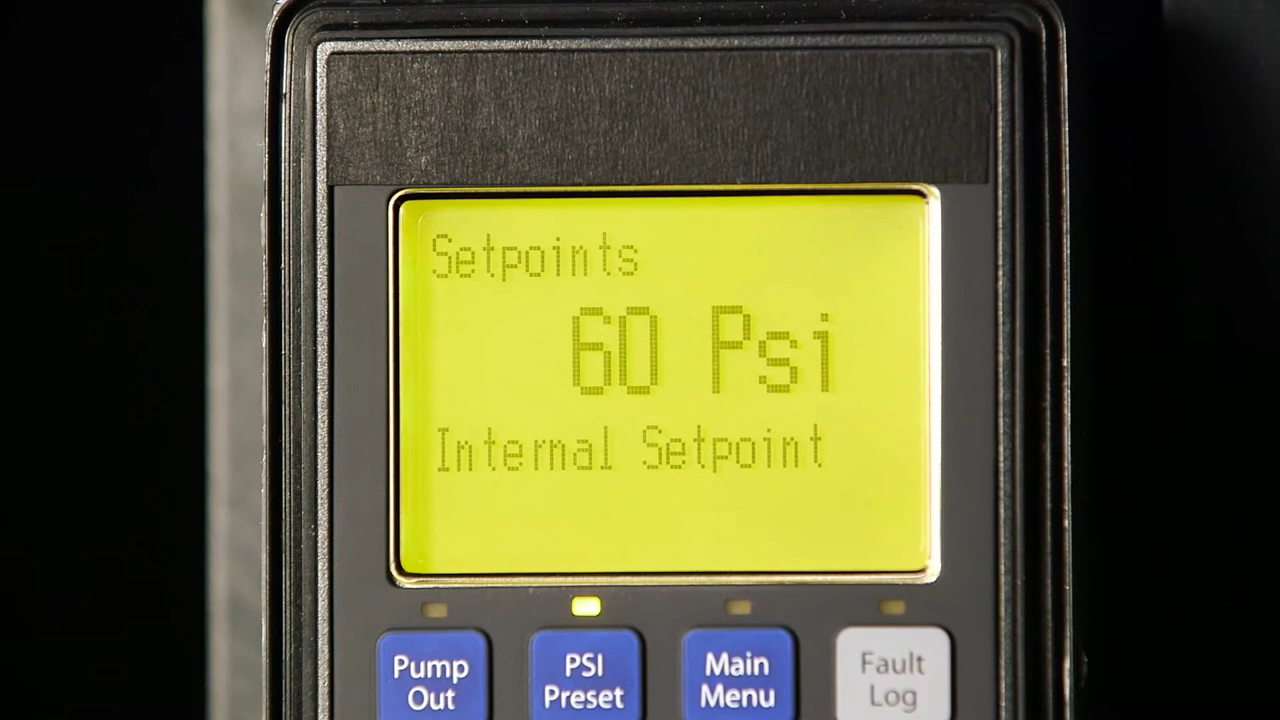 Setpoints
60 Psi
Internal Setpoint
Pump
Out
PSI
Preset
Main
Menu
Fault
Log